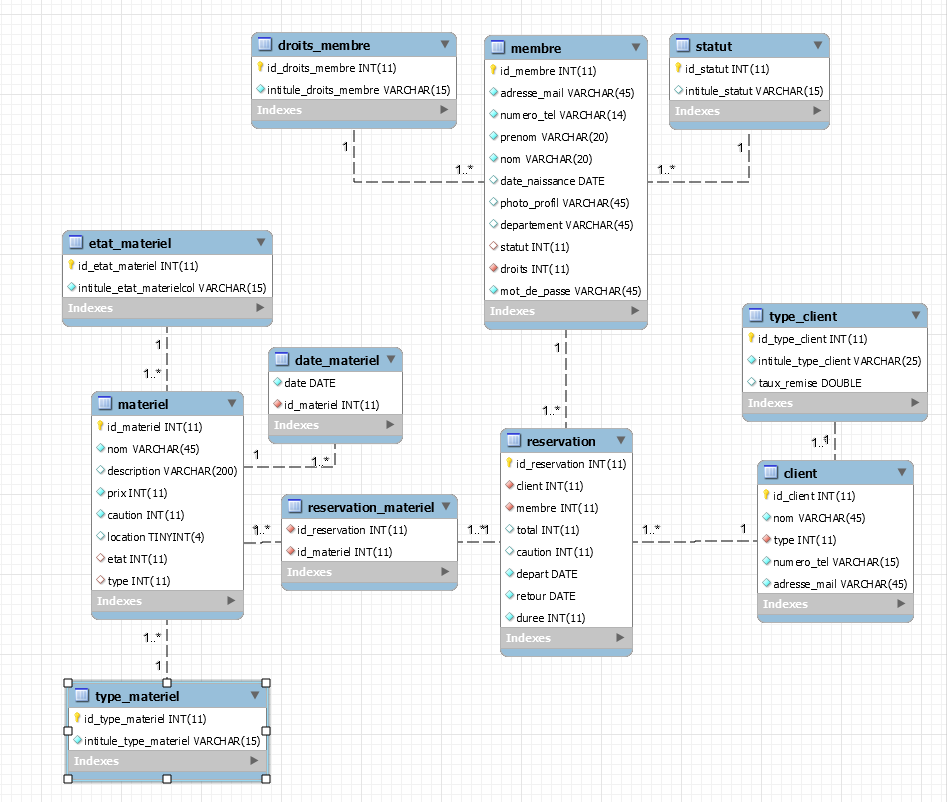 droits_membre
id_droits_membre INT(11)
intitule_droits_membre VARCHAR(15)
Indexes
membre
id_membre INT(11)
adresse_mail VARCHAR(45)
numero_tel VARCHAR(14)
prenom VARCHAR(20)
nom VARCHAR(20)
date_naissance DATE
photo_profil VARCHAR(45)
departement VARCHAR(45)
statut INT(11)
droits INT(11)
mot_de_passe VARCHAR(45)
Indexes
statut
id_statut INT(11)
intitule_statut VARCHAR(15)
Indexes
1
1..*
1..*
1
etat_materiel
id_etat_materiel INT(11)
intitule_etat_materielcol VARCHAR(15)
Indexes
1
1..*
date_materiel
date DATE
id_materiel INT(11)
Indexes
1
1..*
type_client
id_type_client INT(11)
intitule_type_client VARCHAR(25)
taux_remise DOUBLE
Indexes
1
1..*
materiel
id_materiel INT(11)
nom VARCHAR(45)
description VARCHAR(200)
prix INT(11)
caution INT(11)
location TINYINT(4)
etat INT(11)
type INT(11)
Indexes
1
1..*
reservation_materiel
id_reservation INT(11)
id_materiel INT(11)
Indexes
1..*
1
reservation
id_reservation INT(11)
client INT(11)
membre INT(11)
total INT(11)
caution INT(11)
depart DATE
retour DATE
duree INT(11)
Indexes
1..*
1
client
id_client INT(11)
nom VARCHAR(45)
type INT(11)
numero_tel VARCHAR(15)
adresse_mail VARCHAR(45)
Indexes
1..*
1
type_materiel
id_type_materiel INT(11)
intitule_type_materiel VARCHAR(15)
Indexes